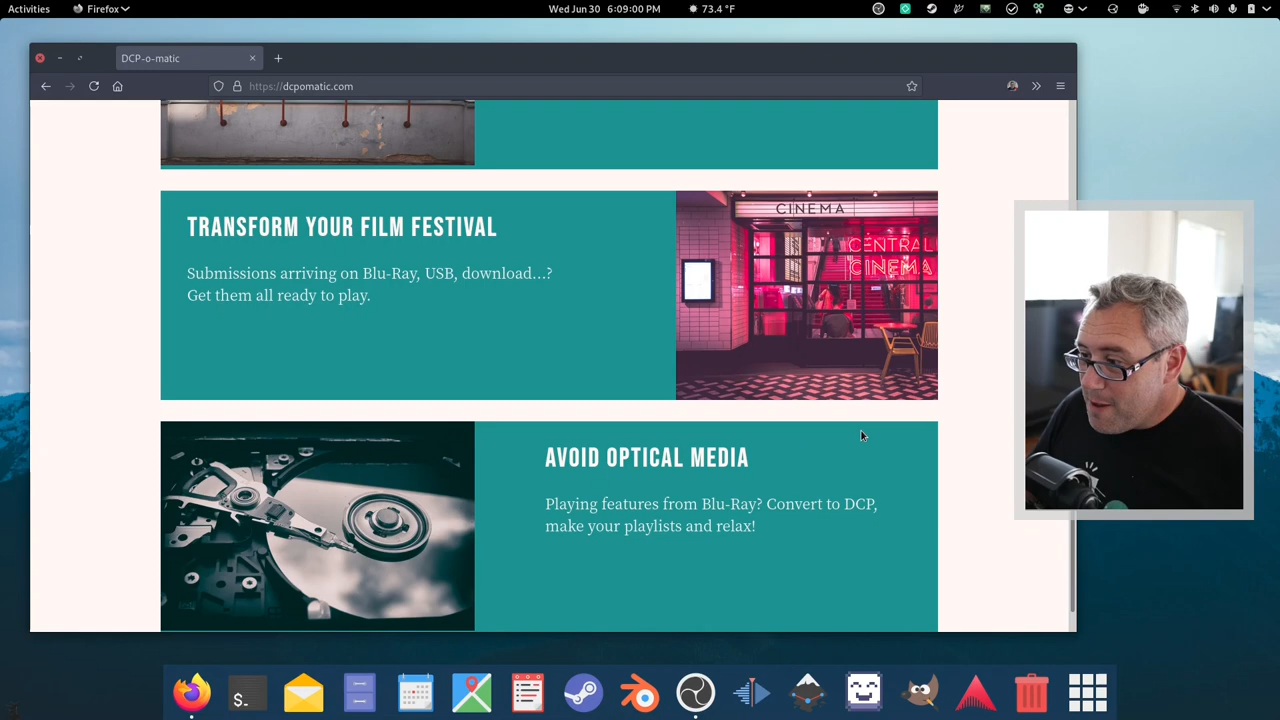 Activities
Firefox
Wed Jun 30 6:09:00 PM
73.4 °F
DCP-o-matic
https://dcpomatic.com
TRANSFORM YOUR FILM FESTIVAL
Submissions arriving on Blu-Ray, USB, download...?
Get them all ready to play.
CINEMA
CENTRAL
CINEMA
AVOID OPTICAL MEDIA
Playing features from Blu-Ray? Convert to DCP,
make your playlists and relax!
$_